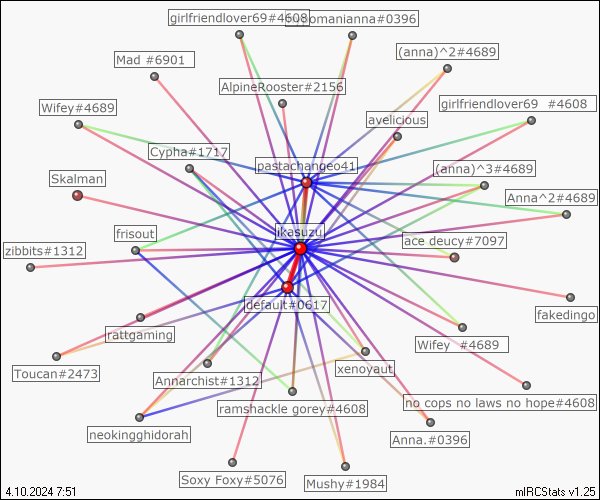 girlfriendlover69#4608
omanianna#0396
(anna)^2#4689
Mad #6901
AlpineRooster#2156
girlfriendlover69 #4608
Wifey#4689
avelicious
Cypha#1717
pastachangeo41
(anna)^3#4689
Skalman
Anna^2#4689
frisout
ikasuzu
ace deucy#7097
zibbits#1312
default#0617
fakedingo
rattgaming
Wifey #4689
Toucan#2473
Annarchist#1312
xenoyaut
ramshackle gorey#4608
no cops no laws no hope#4608
neokingghidorah
Anna.#0396
Soxy Foxy#5076
Mushy#1984
4.10.2024 7:51
mIRCStats v1.25